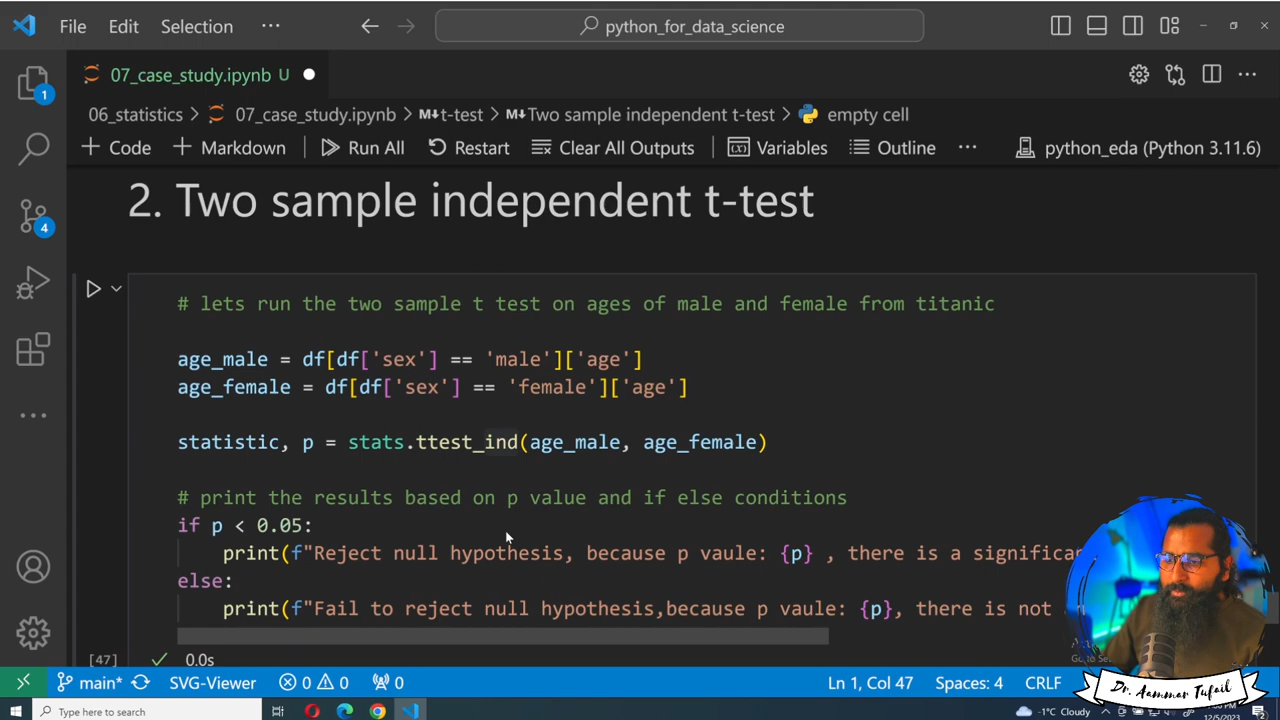 File Edit Selection ··· python_for_data_science
07_case_study.ipynb U
06_statistics > 07_case_study.ipynb > M↓ t-test > M↓ Two sample independent t-test > empty cell
+ Code + Markdown Run All Restart Clear All Outputs Variables Outline ··· python_eda (Python 3.11.6)
1
4
2. Two sample independent t-test
# lets run the two sample t test on ages of male and female from titanic
age_male = df[df['sex'] == 'male']['age']
age_female = df[df['sex'] == 'female']['age']
statistic, p = stats.ttest_ind(age_male, age_female)
# print the results based on p value and if else conditions
if p < 0.05:
print(f"Reject null hypothesis, because p vaule: {p} , there is a significa
else:
print(f"Fail to reject null hypothesis,because p vaule: {p}, there is not
[47] 0.0s
main* SVG-Viewer 0 0 0 Ln 1, Col 47 Spaces: 4 CRLF
Dr. Aammar Tufail
Type here to search -1°C Cloudy 12/5/2023